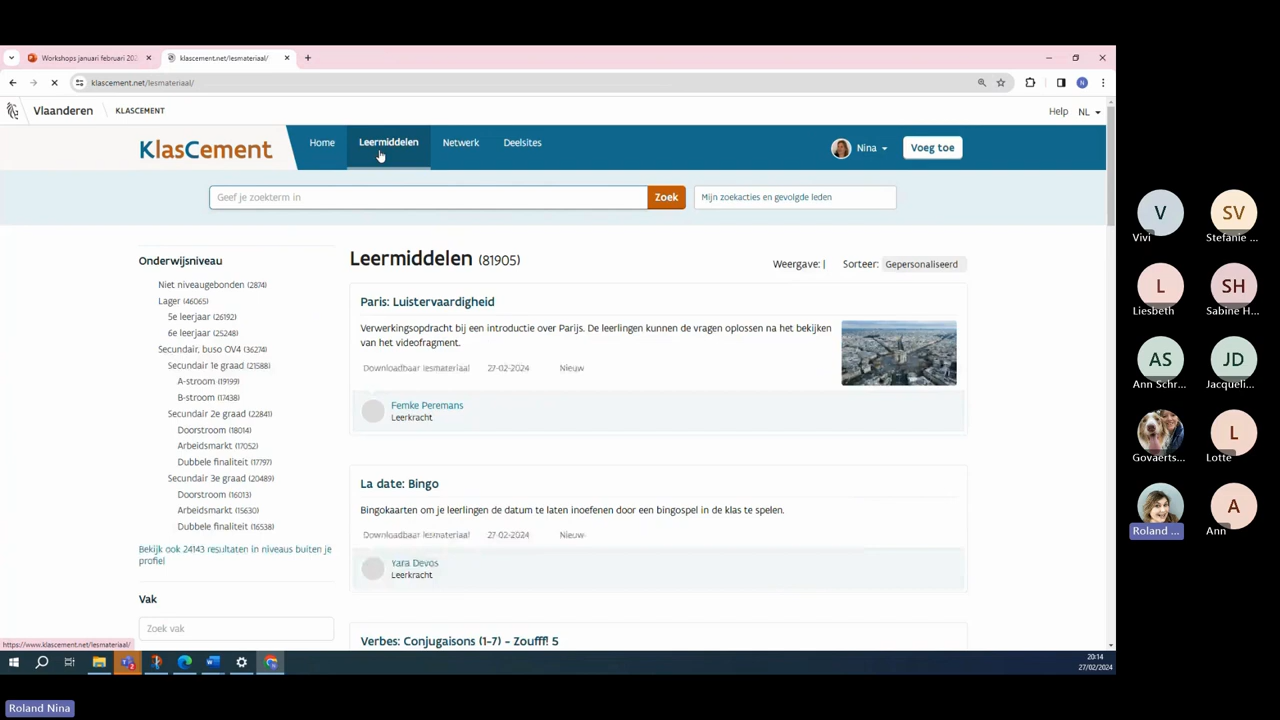 Workshops januari februari 202
klascement.net/lesmateriaal/
klascement.net/lesmateriaal/
N
Vlaanderen
KLASCEMENT
Help
NL
KlasCement
Home
Leermiddelen
Netwerk
Deelsites
Nina
Voeg toe
Geef je zoekterm in
Zoek
Mijn zoekacties en gevolgde leden
Onderwijsniveau
Niet niveaugebonden (2874)
Lager (46065)
5e leerjaar (26192)
6e leerjaar (25248)
Secundair, buso OV4 (36274)
Secundair 1e graad (21588)
A-stroom (19199)
B-stroom (17438)
Secundair 2e graad (22841)
Doorstroom (18014)
Arbeidsmarkt (17052)
Dubbele finaliteit (17797)
Secundair 3e graad (20489)
Doorstroom (16013)
Arbeidsmarkt (15630)
Dubbele finaliteit (16538)
Bekijk ook 24143 resultaten in niveaus buiten je
profiel
Vak
Zoek vak
https://www.klascement.net/lesmateriaal/
Leermiddelen (81905)
Weergave:
Sorteer: Gepersonaliseerd
Paris: Luistervaardigheid
Verwerkingsopdracht bij een introductie over Parijs. De leerlingen kunnen de vragen oplossen na het bekijken
van het videofragment.
Downloadbaar lesmateriaal
27-02-2024
Nieuw
Femke Peremans
Leerkracht
La date: Bingo
Bingokaarten om je leerlingen de datum te laten inoefenen door een bingospel in de klas te spelen.
Downloadbaar lesmateriaal
27-02-2024
Nieuw
Yara Devos
Leerkracht
Verbes: Conjugaisons (1-7) - Zoufff! 5
20:14
27/02/2024
V
Vivi
SV
Stefanie ...
L
Liesbeth
SH
Sabine H...
AS
Ann Schr...
JD
Jacqueli...
Govaerts...
L
Lotte
Roland ...
A
Ann
Roland Nina